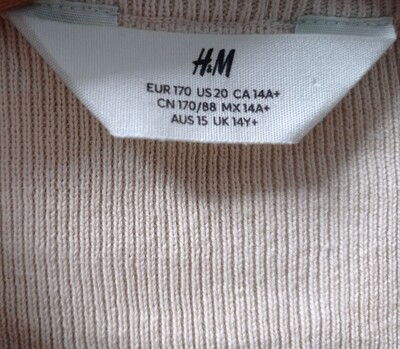 H&M
EUR 170 US 20 CA 14A+
CN 170/88 MX 14A+
AUS 15 UK 14Y+